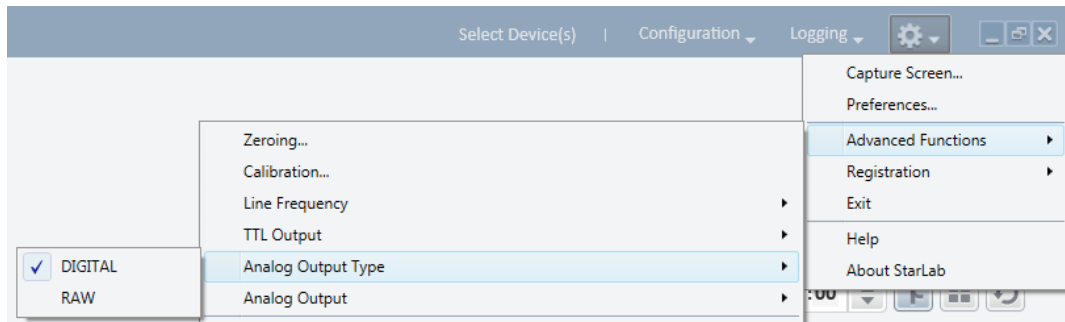 Select Device(s) | Configuration Logging
Capture Screen...
Preferences...
Advanced Functions
Registration
Exit
Help
About StarLab
Zeroing...
Calibration...
Line Frequency
TTL Output
Analog Output Type
Analog Output
DIGITAL
RAW
:00